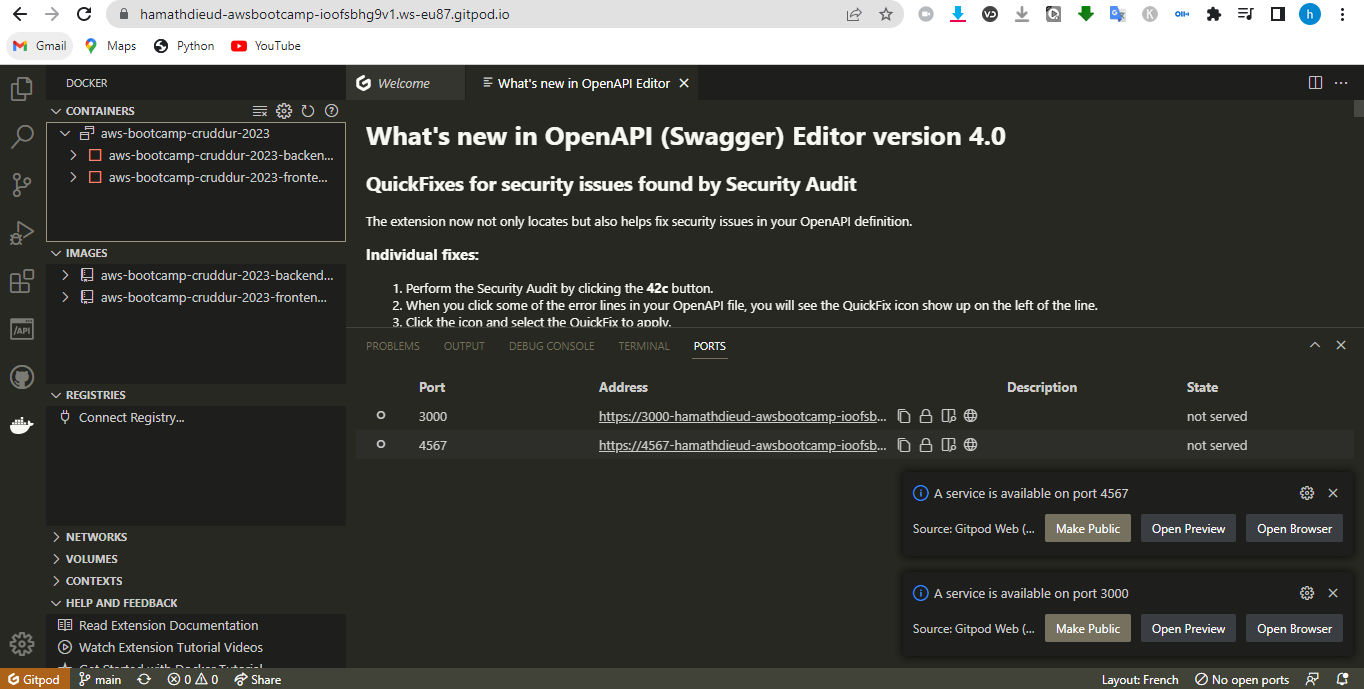 hamathdieud-awsbootcamp-ioofsbhg9v1.ws-eu87.gitpod.io
h
Gmail Maps Python YouTube
DOCKER
CONTAINERS
aws-bootcamp-cruddur-2023
aws-bootcamp-cruddur-2023-backen...
aws-bootcamp-cruddur-2023-fronte...
IMAGES
aws-bootcamp-cruddur-2023-backend...
aws-bootcamp-cruddur-2023-fronten...
REGISTRIES
Connect Registry...
NETWORKS
VOLUMES
CONTEXTS
HELP AND FEEDBACK
Read Extension Documentation
Watch Extension Tutorial Videos
Get Started with Docker Tutorial
Welcome What's new in OpenAPI Editor
What's new in OpenAPI (Swagger) Editor version 4.0
QuickFixes for security issues found by Security Audit
The extension now not only locates but also helps fix security issues in your OpenAPI definition.
Individual fixes:
1. Perform the Security Audit by clicking the 42c button.
2. When you click some of the error lines in your OpenAPI file, you will see the QuickFix icon show up on the left of the line.
3. Click the icon and select the QuickFix to apply.
PROBLEMS OUTPUT DEBUG CONSOLE TERMINAL PORTS
Port Address Description State
3000 https://3000-hamathdieud-awsbootcamp-ioofsb... not served
4567 https://4567-hamathdieud-awsbootcamp-ioofsb... not served
A service is available on port 4567
Source: Gitpod Web (... Make Public Open Preview Open Browser
A service is available on port 3000
Source: Gitpod Web (... Make Public Open Preview Open Browser
/API
Gitpod main 0 0 Share Layout: French No open ports